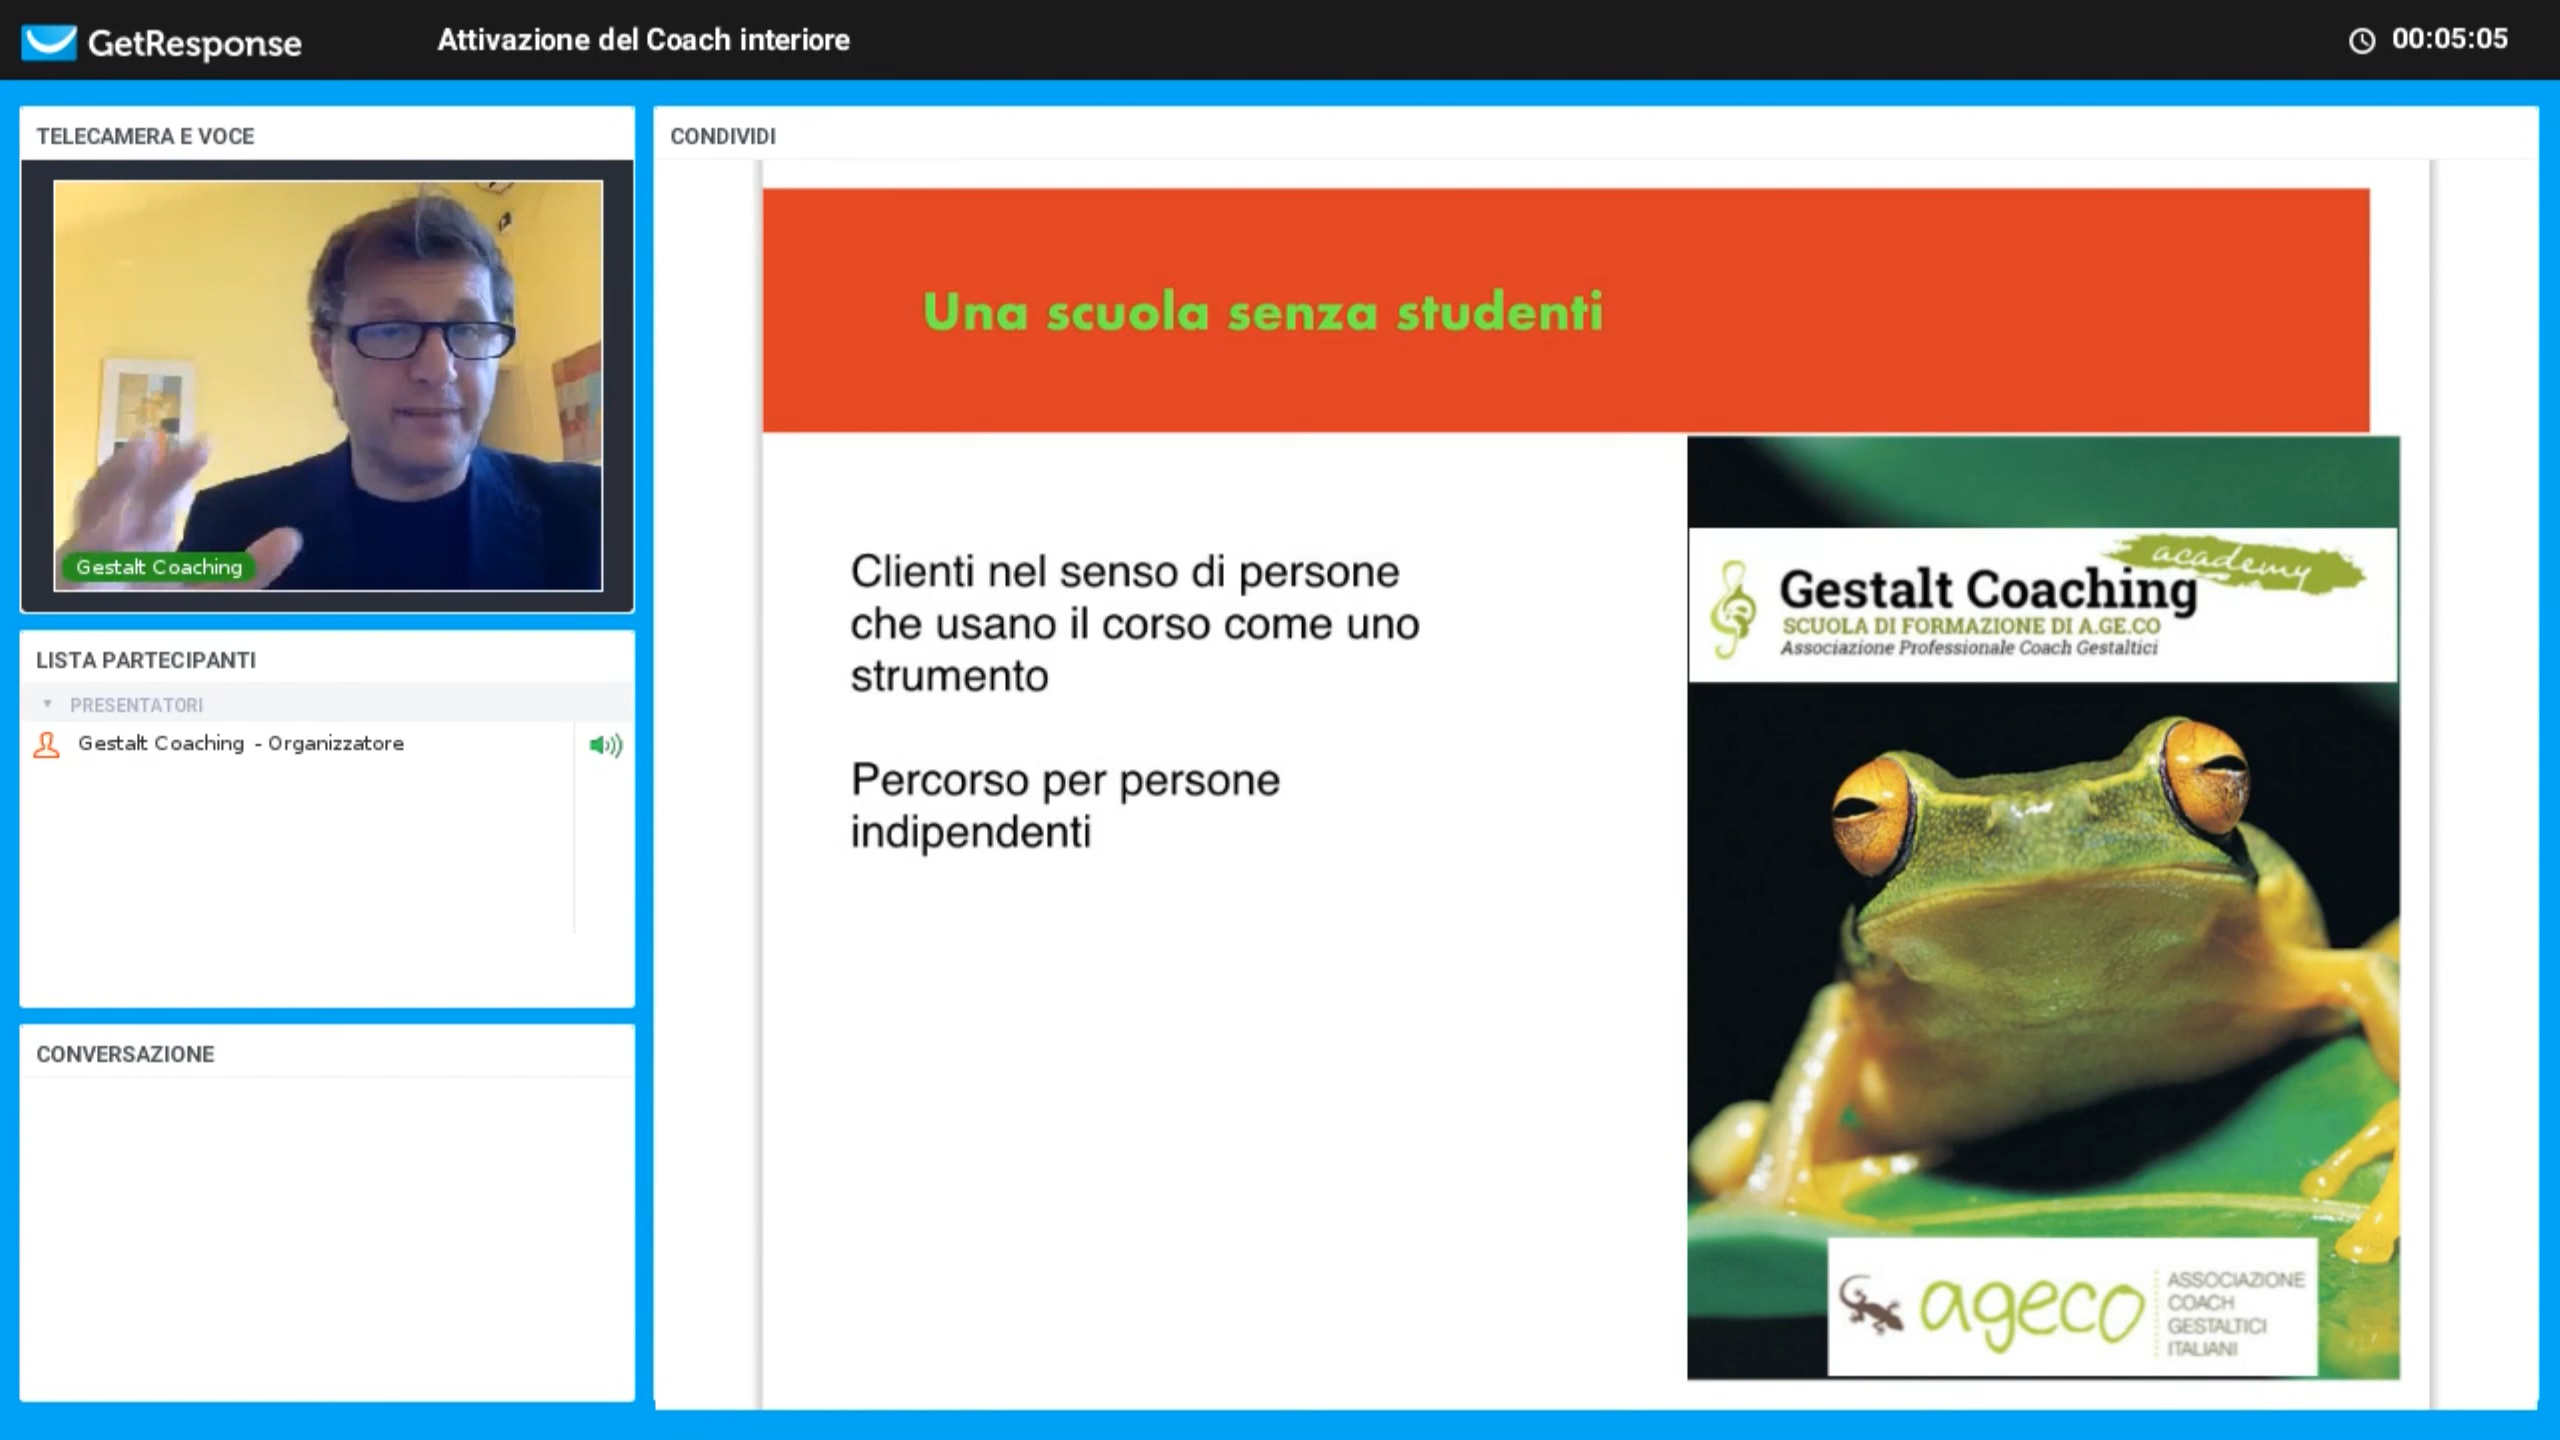 GetResponse
Attivazione del Coach interiore
00:05:05
TELECAMERA E VOCE
Gestalt Coaching
LISTA PARTECIPANTI
PRESENTATORI
Gestalt Coaching - Organizzatore
CONVERSAZIONE
CONDIVIDI
Una scuola senza studenti
Clienti nel senso di persone
che usano il corso come uno
strumento
Percorso per persone
indipendenti
academy
Gestalt Coaching
SCUOLA DI FORMAZIONE DI A.GE.CO
Associazione Professionale Coach Gestaltici
ageco
ASSOCIAZIONE
COACH
GESTALTICI
ITALIANI